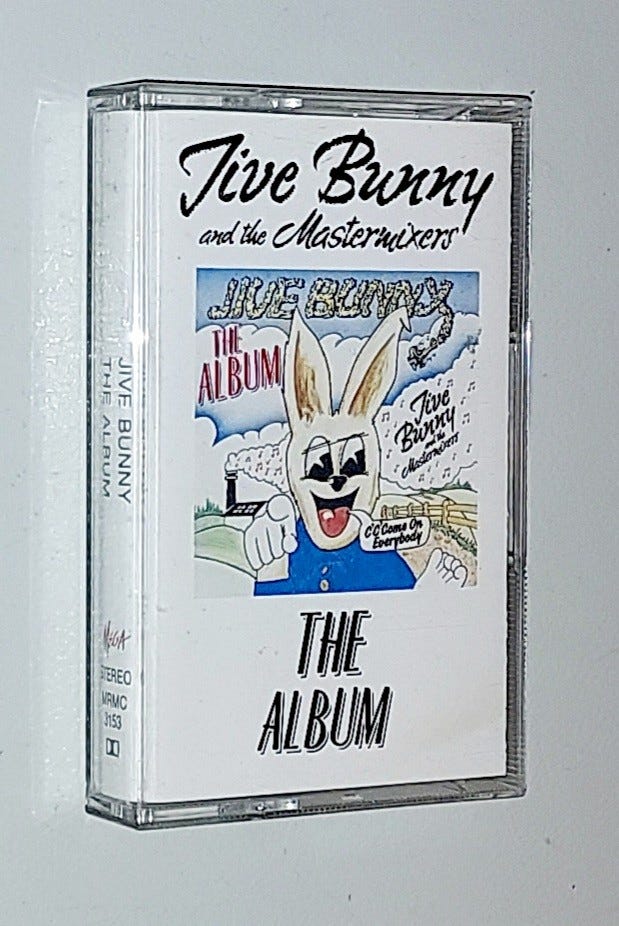 Jive Bunny
and the Mastermixers
JIVE BUNNY
THE
ALBUM
Jive
Bunny
and the
Mastermixers
C'C'Come On
Everybody
THE
ALBUM
JIVE BUNNY
THE ALBUM
MEGA
STEREO
MRMC
3153